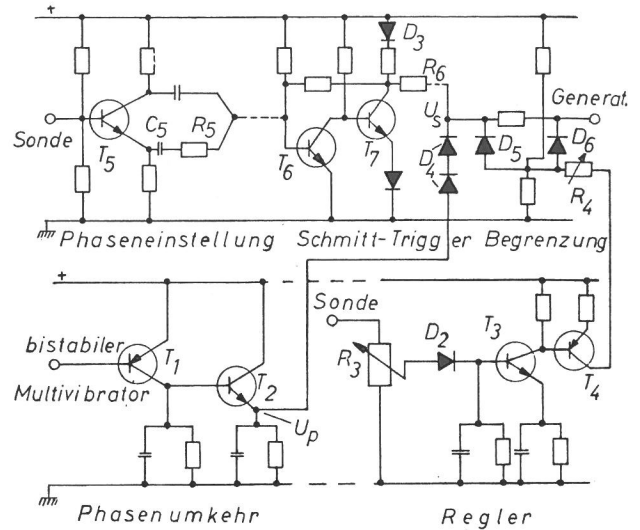 +
D3
R6
Us
Generat.
C5
R5
Sonde
T5
T6
T7
D4
D5
D6
R4
Phaseneinstellung
Schmitt-Trigger
Begrenzung
+
bistabiler
Multivibrator
T1
T2
Up
Sonde
R3
D2
T3
T4
Phasenumkehr
Regler